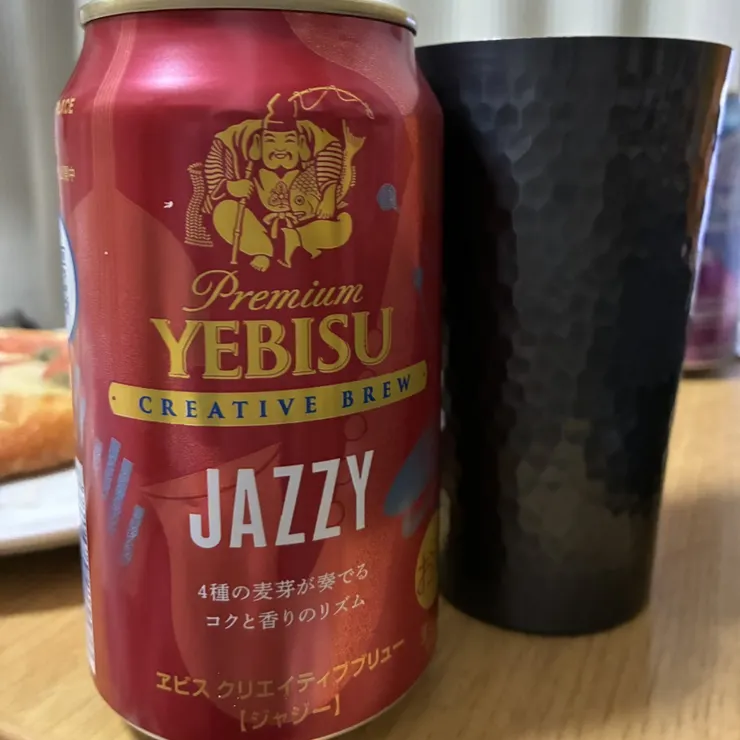 Premium
YEBISU
CREATIVE BREW
JAZZY
4種の麦芽が奏でる
コクと香りのリズム
ヱビス クリエイティブブリュー
【ジャジー】